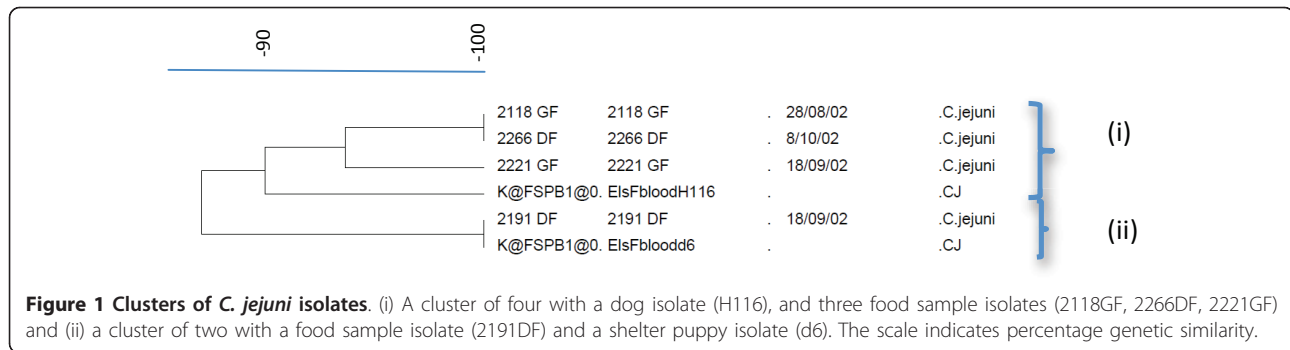 -90 -100
2118 GF 2118 GF . 28/08/02 .C.jejuni
2266 DF 2266 DF . 8/10/02 .C.jejuni
(i)
2221 GF 2221 GF . 18/09/02 .C.jejuni
K@FSPB1@0. ElsFbloodH116 . .CJ
2191 DF 2191 DF . 18/09/02 .C.jejuni
(ii)
K@FSPB1@0. ElsFbloodd6 . .CJ
Figure 1 Clusters of C. jejuni isolates. (i) A cluster of four with a dog isolate (H116), and three food sample isolates (2118GF, 2266DF, 2221GF)
and (ii) a cluster of two with a food sample isolate (2191DF) and a shelter puppy isolate (d6). The scale indicates percentage genetic similarity.